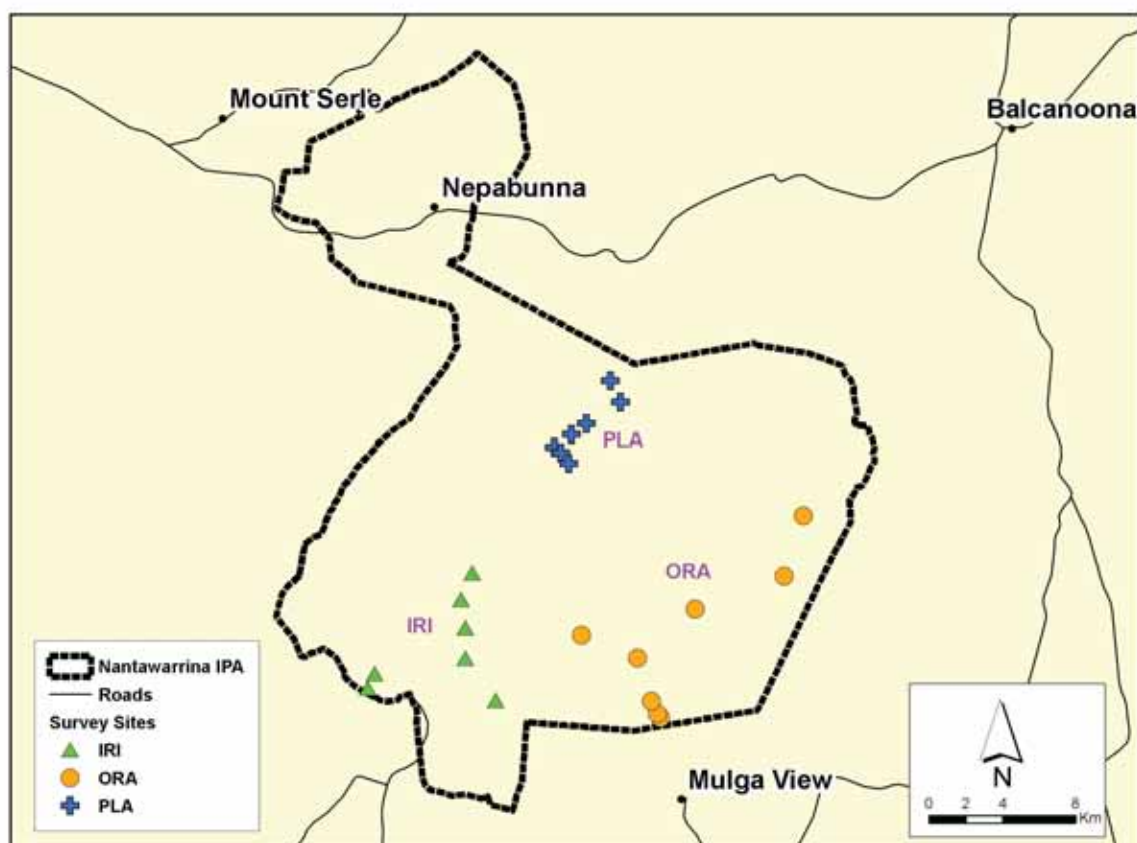 Mount Serle
Balcanoona
Nepabunna
PLA
ORA
IRI
Mulga View
Nantawarrina IPA
Roads
Survey Sites
IRI
ORA
PLA
N
0 2 4 8
Km